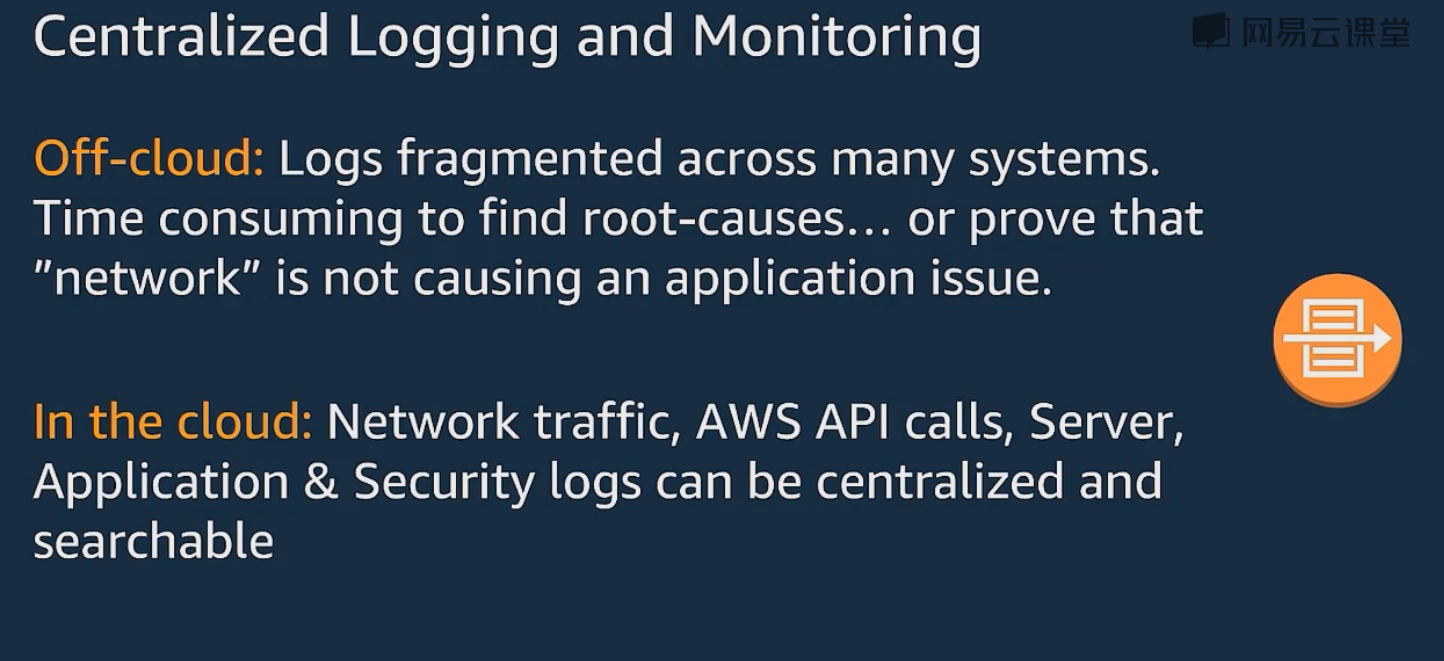 Centralized Logging and Monitoring
网易云课堂
Off-cloud: Logs fragmented across many systems.
Time consuming to find root-causes... or prove that
"network" is not causing an application issue.
In the cloud: Network traffic, AWS API calls, Server,
Application & Security logs can be centralized and
searchable